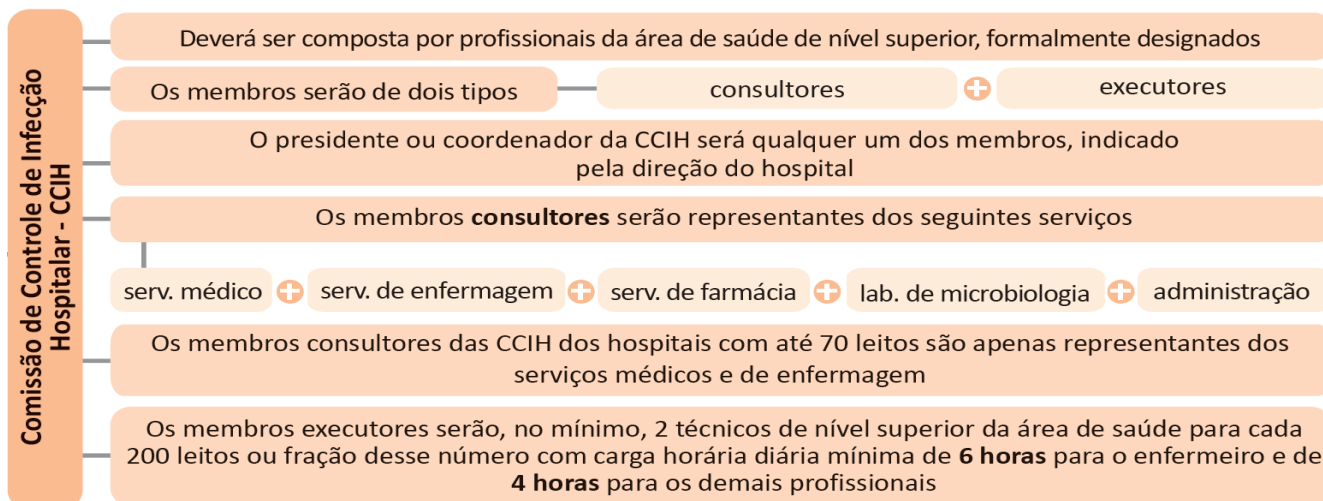 Comissão de Controle de Infecção
Hospitalar - CCIH
Deverá ser composta por profissionais da área de saúde de nível superior, formalmente designados
Os membros serão de dois tipos
consultores + executores
O presidente ou coordenador da CCIH será qualquer um dos membros, indicado
pela direção do hospital
Os membros consultores serão representantes dos seguintes serviços
serv. médico + serv. de enfermagem + serv. de farmácia + lab. de microbiologia + administração
Os membros consultores das CCIH dos hospitais com até 70 leitos são apenas representantes dos
serviços médicos e de enfermagem
Os membros executores serão, no mínimo, 2 técnicos de nível superior da área de saúde para cada
200 leitos ou fração desse número com carga horária diária mínima de 6 horas para o enfermeiro e de
4 horas para os demais profissionais